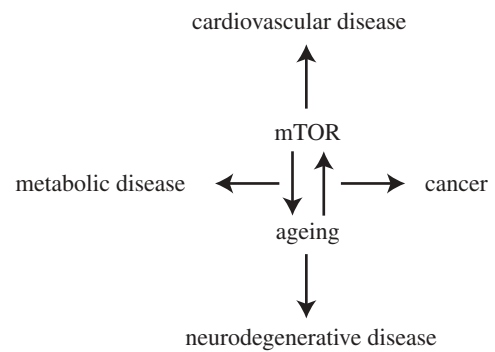 cardiovascular disease
mTOR
metabolic disease
cancer
ageing
neurodegenerative disease